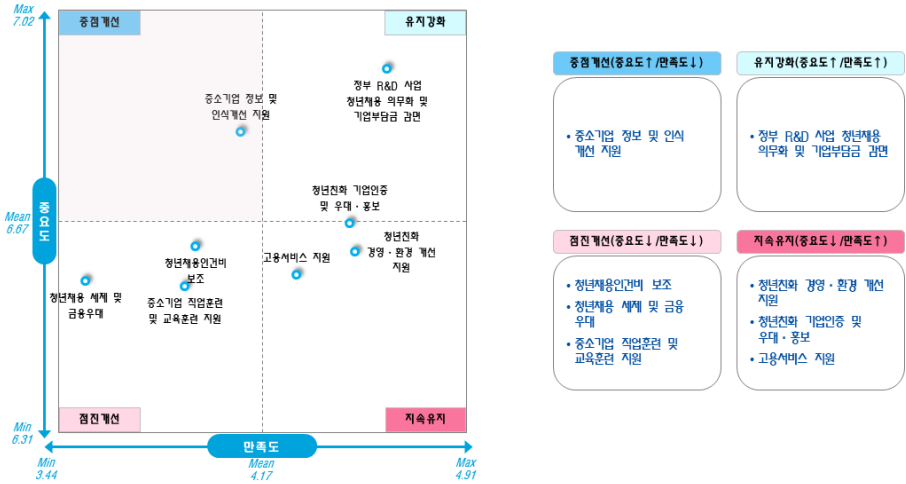 Max
7.02
중점개선
유지강화
정부 R&D 사업
청년채용 의무화 및
기업부담금 감면
중소기업 정보 및
인식개선 지원
청년친화 기업인증
및 우대·홍보
Mean
6.67
중요도
청년친화
경영·환경 개선
지원
고용서비스 지원
청년채용인건비
보조
청년채용 세제 및
금융우대
중소기업 직업훈련
및 교육훈련 지원
점진개선
지속유지
Min
6.31
만족도
Min
3.44
Mean
4.17
Max
4.91
중점개선(중요도↑/만족도↓)
• 중소기업 정보 및 인식
개선 지원
유지강화(중요도↑/만족도↑)
• 정부 R&D 사업 청년채용
의무화 및 기업부담금 감면
점진개선(중요도↓/만족도↓)
• 청년채용인건비 보조
• 청년채용 세제 및 금융
우대
• 중소기업 직업훈련 및
교육훈련 지원
지속유지(중요도↓/만족도↑)
• 청년친화 경영·환경 개선
지원
• 청년친화 기업인증 및
우대·홍보
• 고용서비스 지원